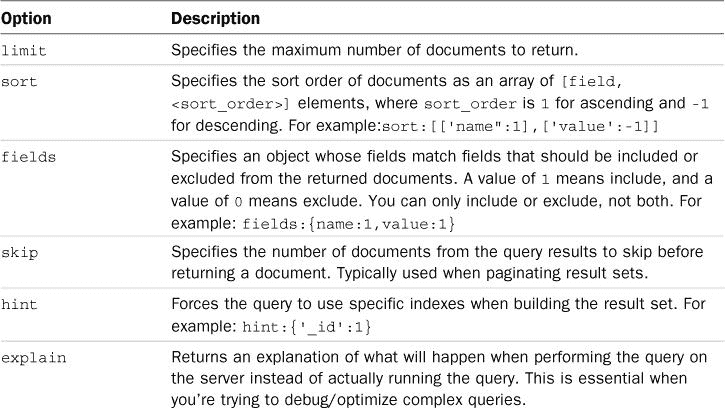 Option Description
limit Specifies the maximum number of documents to return.
sort Specifies the sort order of documents as an array of [field,
<sort_order>] elements, where sort_order is 1 for ascending and -1
for descending. For example:sort:[['name":1],['value':-1]]
fields Specifies an object whose fields match fields that should be included or
excluded from the returned documents. A value of 1 means include, and a
value of 0 means exclude. You can only include or exclude, not both. For
example: fields:{name:1,value:1}
skip Specifies the number of documents from the query results to skip before
returning a document. Typically used when paginating result sets.
hint Forces the query to use specific indexes when building the result set. For
example: hint:{'_id':1}
explain Returns an explanation of what will happen when performing the query on
the server instead of actually running the query. This is essential when
you’re trying to debug/optimize complex queries.